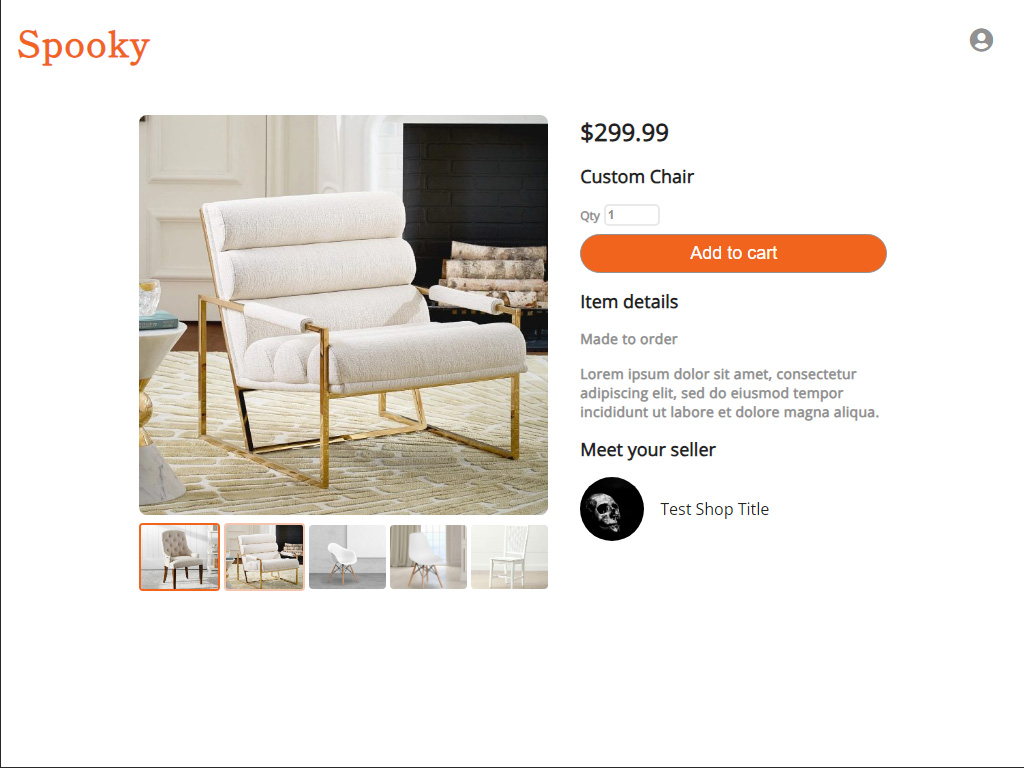 Spooky
$299.99
Custom Chair
Qty 1
Add to cart
Item details
Made to order
Lorem ipsum dolor sit amet, consectetur
adipiscing elit, sed do eiusmod tempor
incididunt ut labore et dolore magna aliqua.
Meet your seller
Test Shop Title